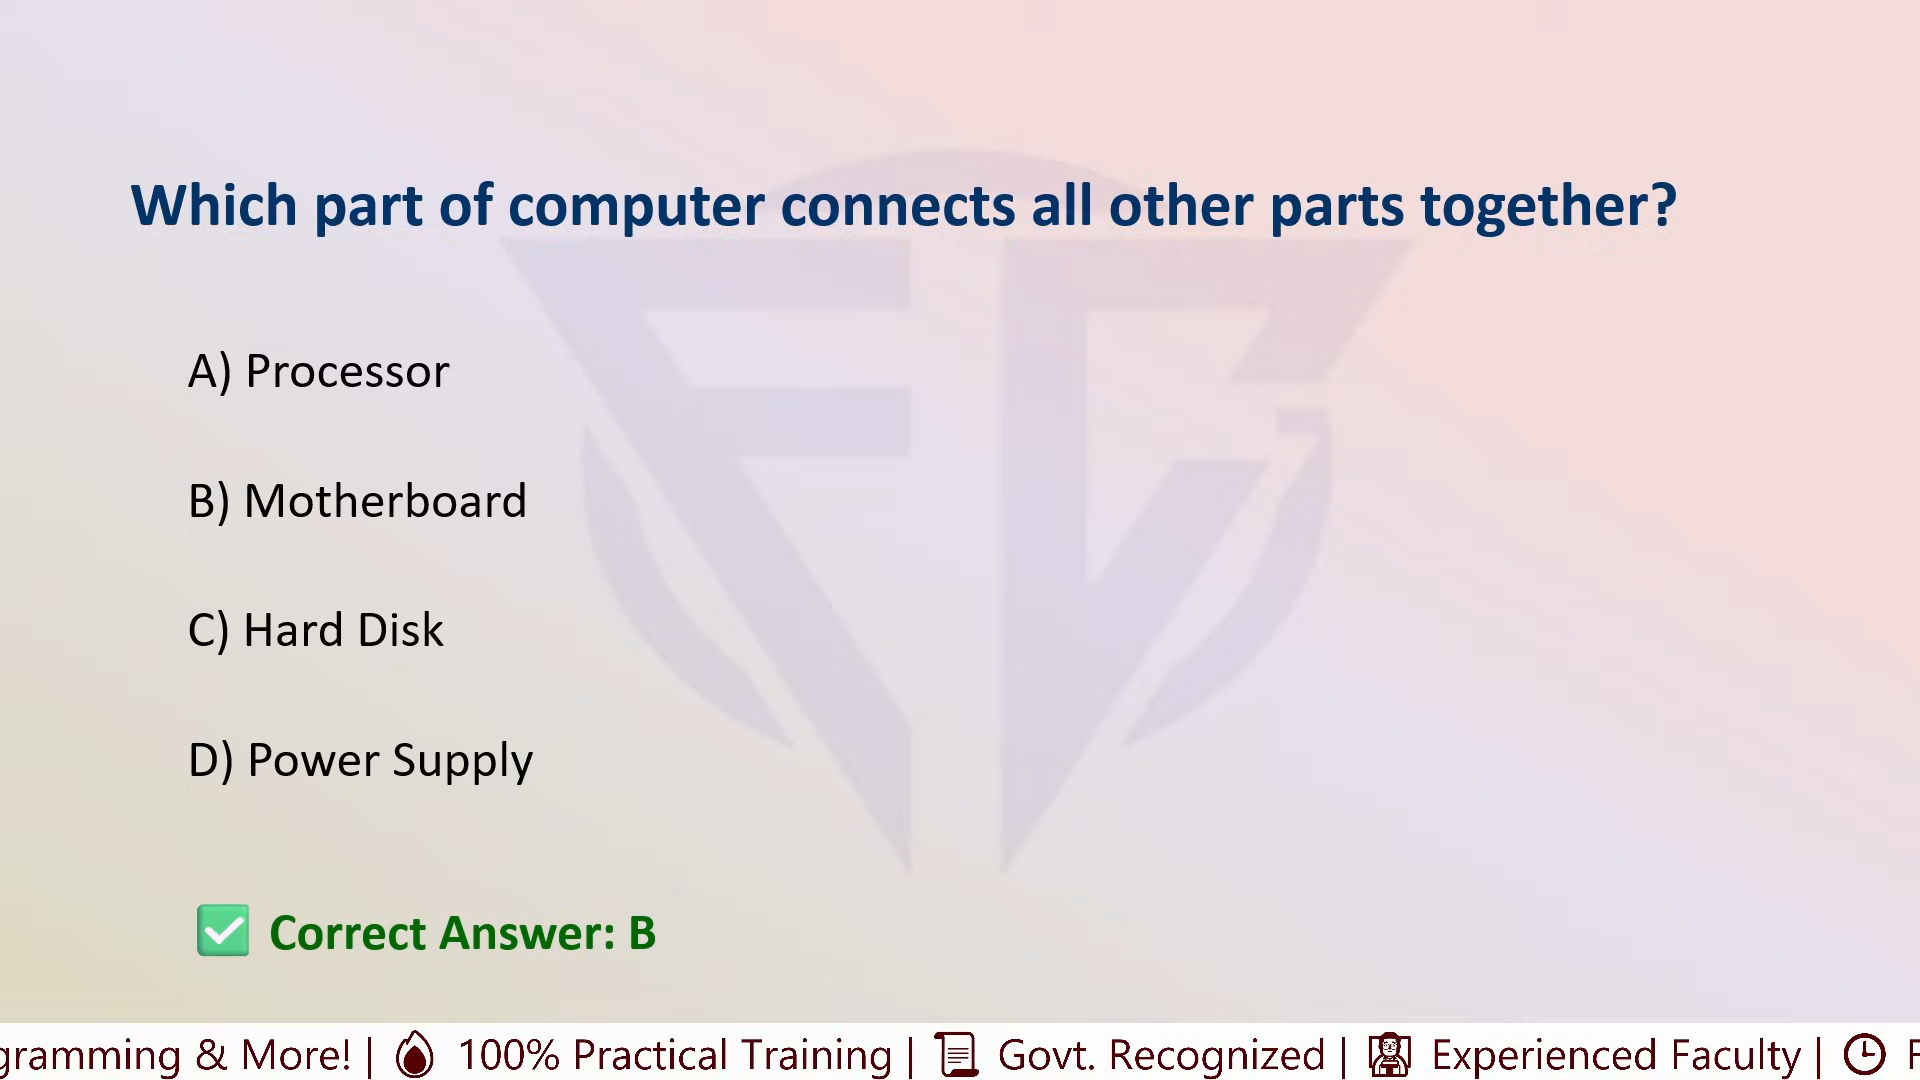 Which part of computer connects all other parts together?
A) Processor
B) Motherboard
C) Hard Disk
D) Power Supply
✅ Correct Answer: B
& More! | 100% Practical Training | Govt. Recognized | Experienced Faculty |